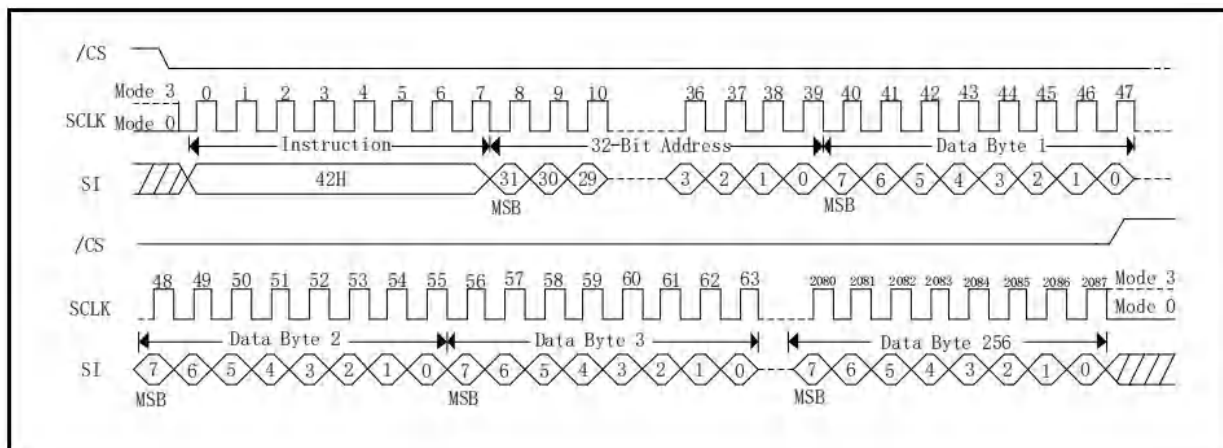 /CS
Mode 3 0 1 2 3 4 5 6 7 8 9 10 36 37 38 39 40 41 42 43 44 45 46 47
SCLK
Mode 0
Instruction 32-Bit Address Data Byte 1
SI 42H 31 30 29 3 2 1 0 7 6 5 4 3 2 1 0
MSB MSB
/CS
48 49 50 51 52 53 54 55 56 57 58 59 60 61 62 63 2080 2081 2082 2083 2084 2085 2086 2087 Mode 3
SCLK Mode 0
Data Byte 2 Data Byte 3 Data Byte 256
SI 7 6 5 4 3 2 1 0 7 6 5 4 3 2 1 0 7 6 5 4 3 2 1 0
MSB MSB MSB